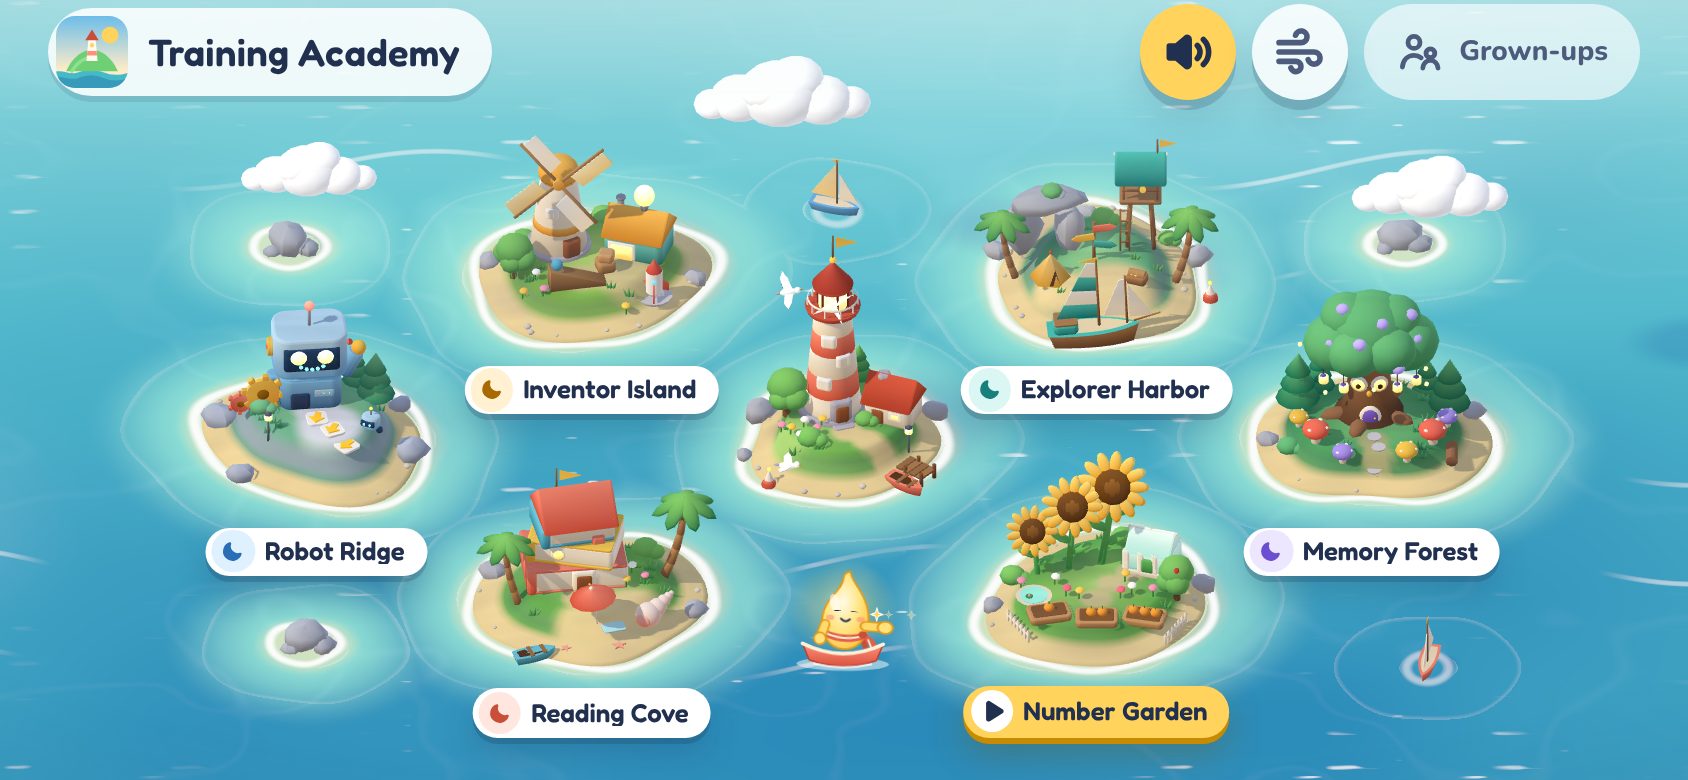 Training Academy
Grown-ups
Inventor Island
Explorer Harbor
Robot Ridge
Memory Forest
Reading Cove
Number Garden